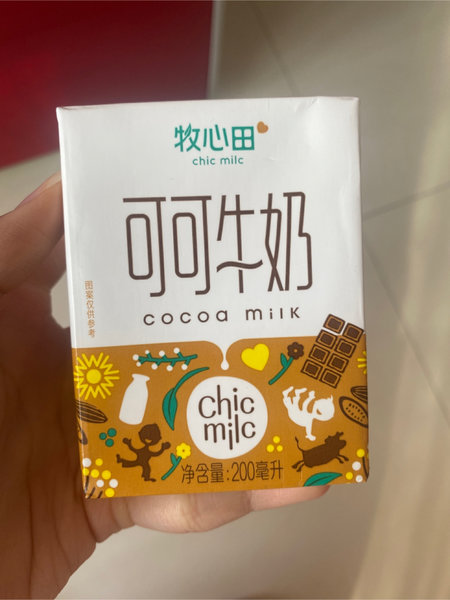 牧心田
chic milc
可可牛奶
cocoa milk
图案仅供参考
chic
milc
净含量:200毫升